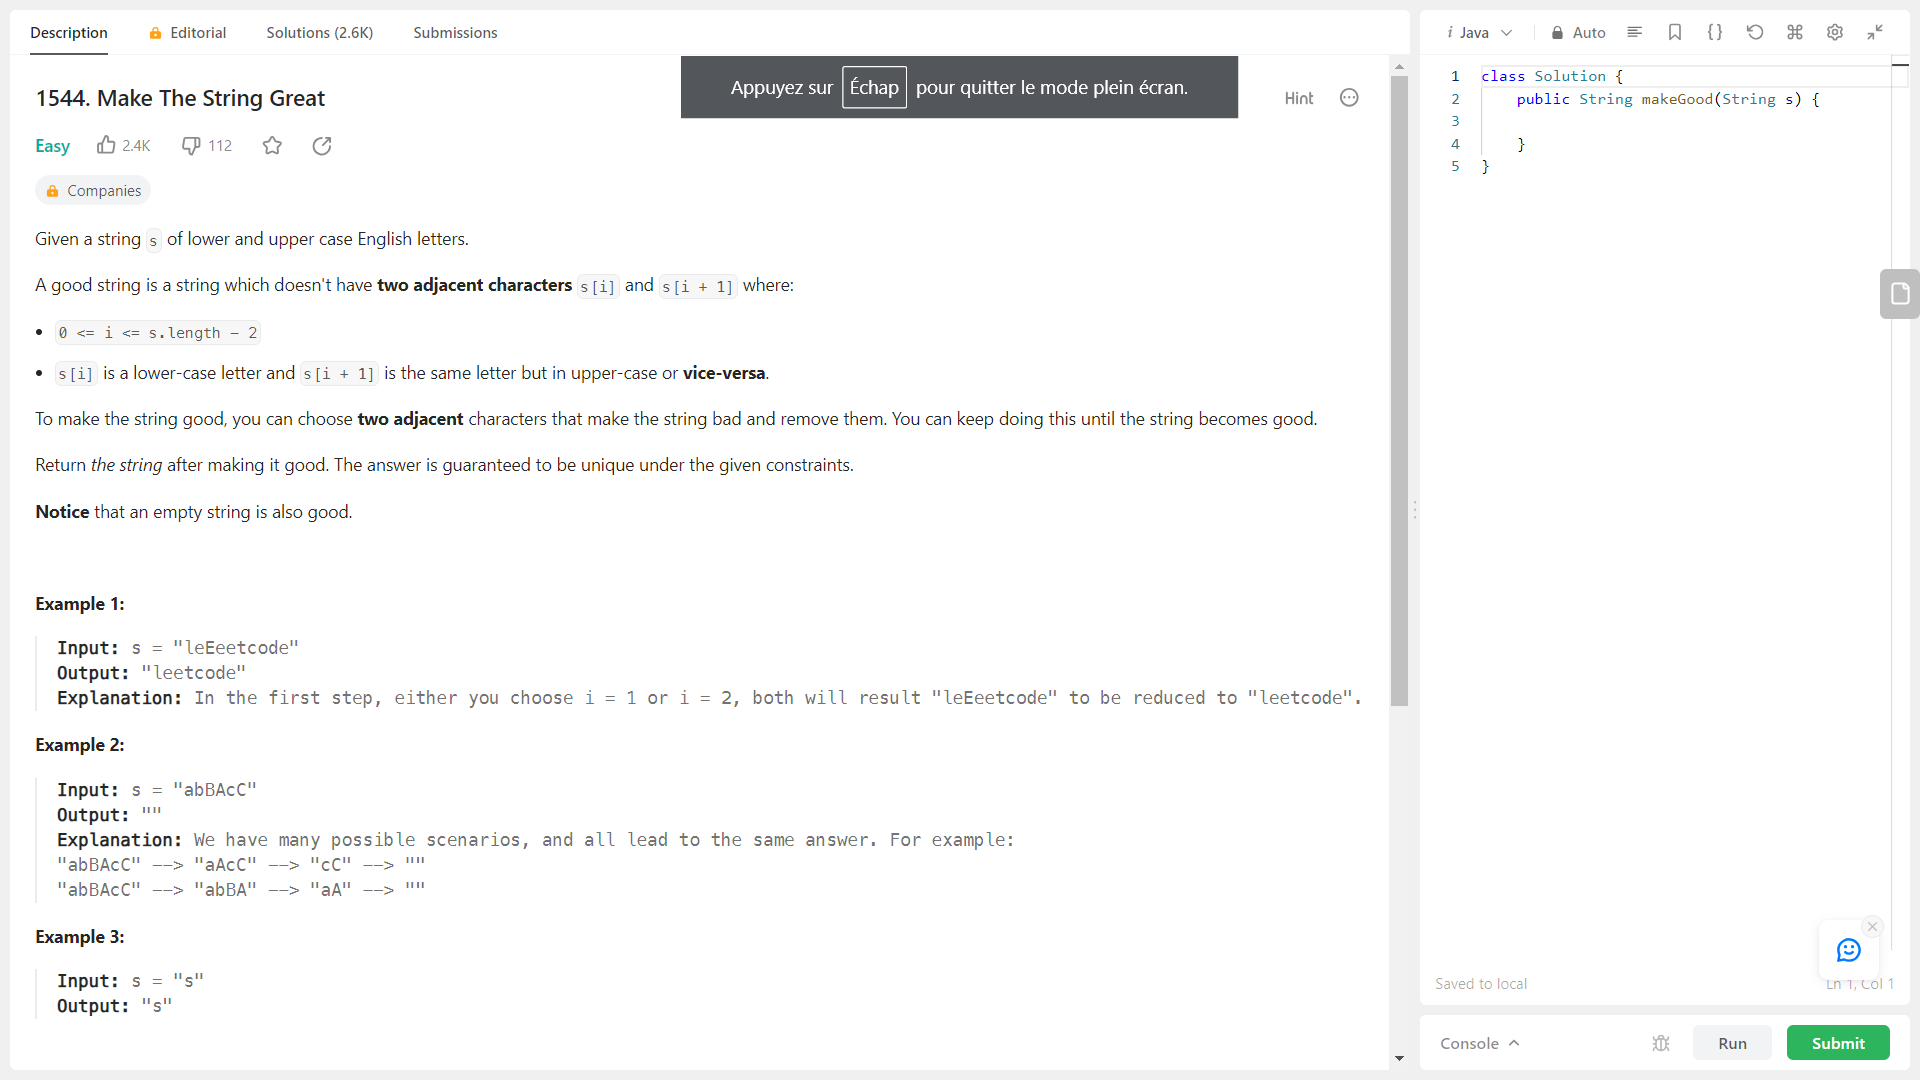 Description
Editorial
Solutions (2.6K)
Submissions
1544. Make The String Great
Appuyez sur Échap pour quitter le mode plein écran.
Hint
Easy
2.4K
112
Companies
Given a string s of lower and upper case English letters.
A good string is a string which doesn't have two adjacent characters s[i] and s[i + 1] where:
• 0 <= i <= s.length - 2
• s[i] is a lower-case letter and s[i + 1] is the same letter but in upper-case or vice-versa.
To make the string good, you can choose two adjacent characters that make the string bad and remove them. You can keep doing this until the string becomes good.
Return the string after making it good. The answer is guaranteed to be unique under the given constraints.
Notice that an empty string is also good.
Example 1:
Input: s = "leEeetcode"
Output: "leetcode"
Explanation: In the first step, either you choose i = 1 or i = 2, both will result "leEeetcode" to be reduced to "leetcode".
Example 2:
Input: s = "abBAcC"
Output: ""
Explanation: We have many possible scenarios, and all lead to the same answer. For example:
"abBAcC" --> "aAcC" --> "cC" --> ""
"abBAcC" --> "abBA" --> "aA" --> ""
Example 3:
Input: s = "s"
Output: "s"
i Java
Auto
{}
1 class Solution {
2 public String makeGood(String s) {
3
4 }
5 }
Saved to local
Ln 1, Col 1
Console
Run
Submit